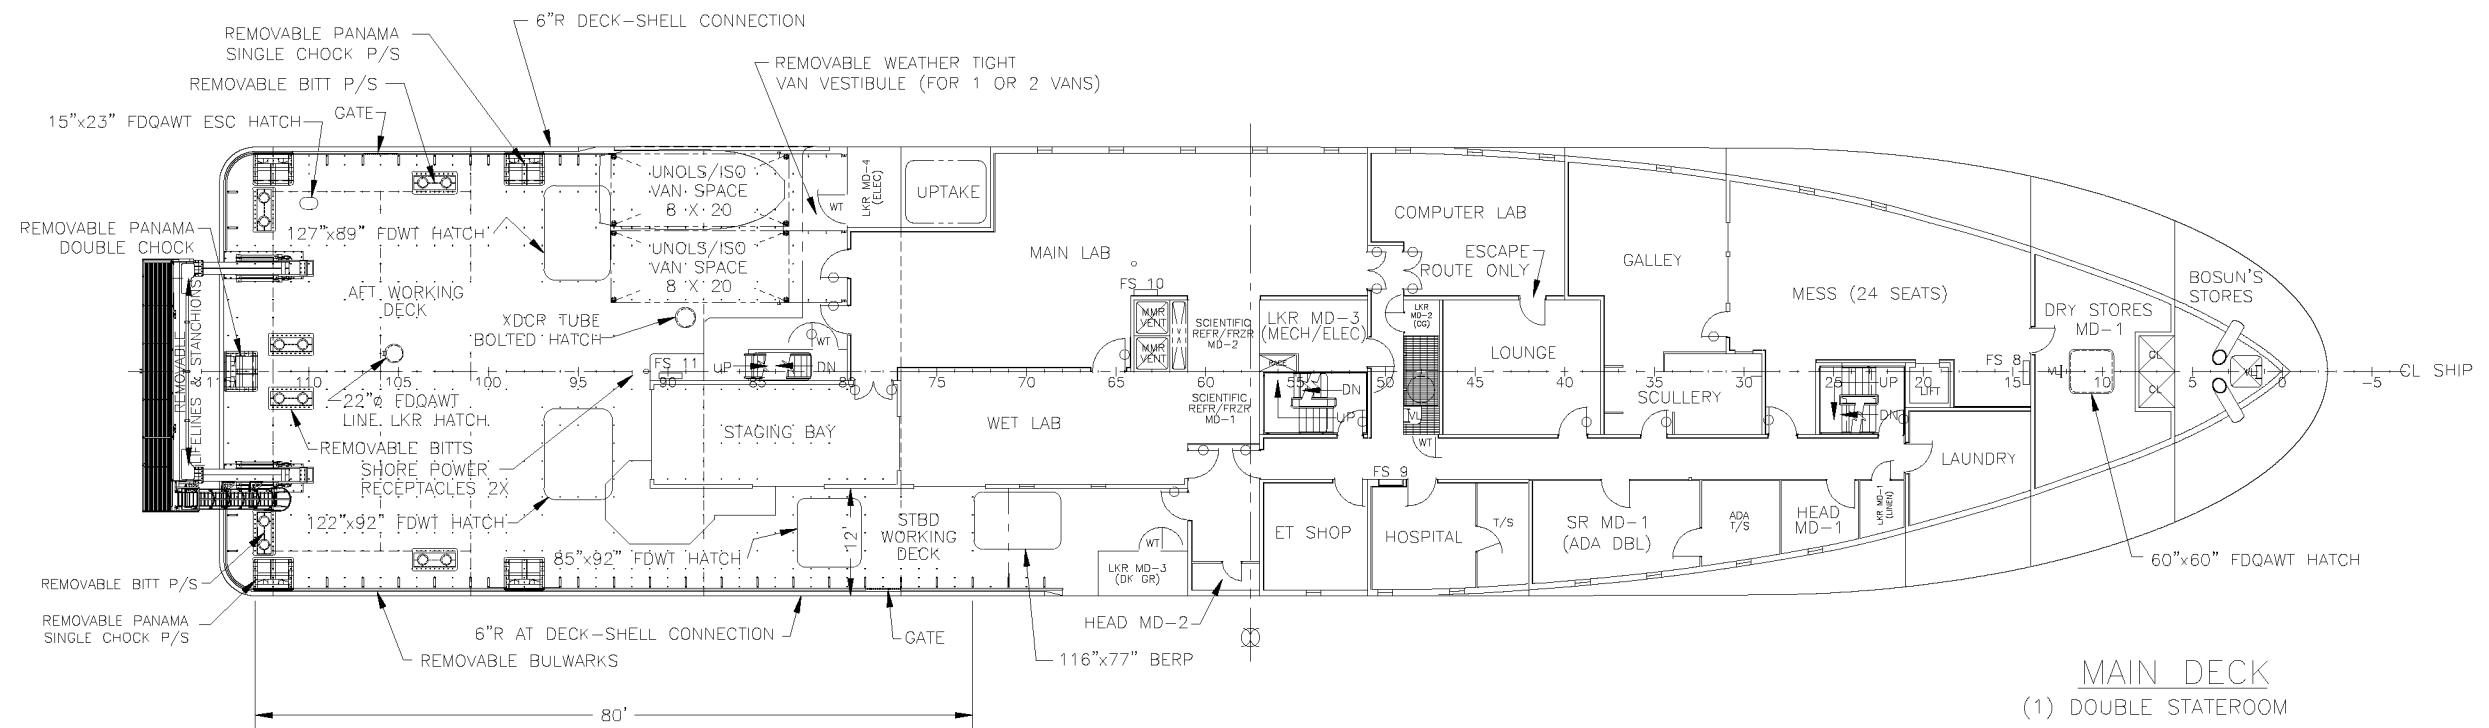 6"R DECK-SHELL CONNECTION
REMOVABLE PANAMA
SINGLE CHOCK P/S
REMOVABLE BITT P/S
GATE
15"x23" FDQAWT ESC HATCH
REMOVABLE WEATHER TIGHT
VAN VESTIBULE (FOR 1 OR 2 VANS)
REMOVABLE PANAMA
DOUBLE CHOCK
127"x89" FDWT HATCH
UNOLS/ISO
VAN SPACE
8 X 20
UNOLS/ISO
VAN SPACE
8 X 20
WT
LKR MD-4
(ELEC)
UPTAKE
MAIN LAB
COMPUTER LAB
ESCAPE
ROUTE ONLY
GALLEY
MESS (24 SEATS)
BOSUN'S
STORES
DRY STORES
MD-1
REMOVABLE
LIFELINES & STANCHIONS
AFT WORKING
DECK
XDCR TUBE
BOLTED HATCH
WT
FS 10
MMR
VENT
MMR
VENT
SCIENTIFIC
REFR/FRZR
MD-2
LKR MD-3
(MECH/ELEC)
LKR
MD-2
(CG)
LOUNGE
FS 11
UP
DN
FS 8
115
110
105
100
95
90
85
80
75
70
65
60
55
50
45
40
35
30
25
20
15
10
5
0
-5
CL SHIP
22"ø FDQAWT
LINE LKR HATCH
REMOVABLE BITTS
SHORE POWER
RECEPTACLES 2X
STAGING BAY
WET LAB
SCIENTIFIC
REFR/FRZR
MD-1
DN
UP
VL
WT
SCULLERY
UP
DN
LIFT
VL
CL
CL
VL
LAUNDRY
122"x92" FDWT HATCH
85"x92" FDWT HATCH
12'
STBD
WORKING
DECK
WT
LKR MD-3
(DK GR)
ET SHOP
FS 9
HOSPITAL
T/S
SR MD-1
(ADA DBL)
ADA
T/S
HEAD
MD-1
LKR MD-1
(LINEN)
60"x60" FDQAWT HATCH
REMOVABLE BITT P/S
REMOVABLE PANAMA
SINGLE CHOCK P/S
6"R AT DECK-SHELL CONNECTION
REMOVABLE BULWARKS
GATE
HEAD MD-2
116"x77" BERP
80'
MAIN DECK
(1) DOUBLE STATEROOM